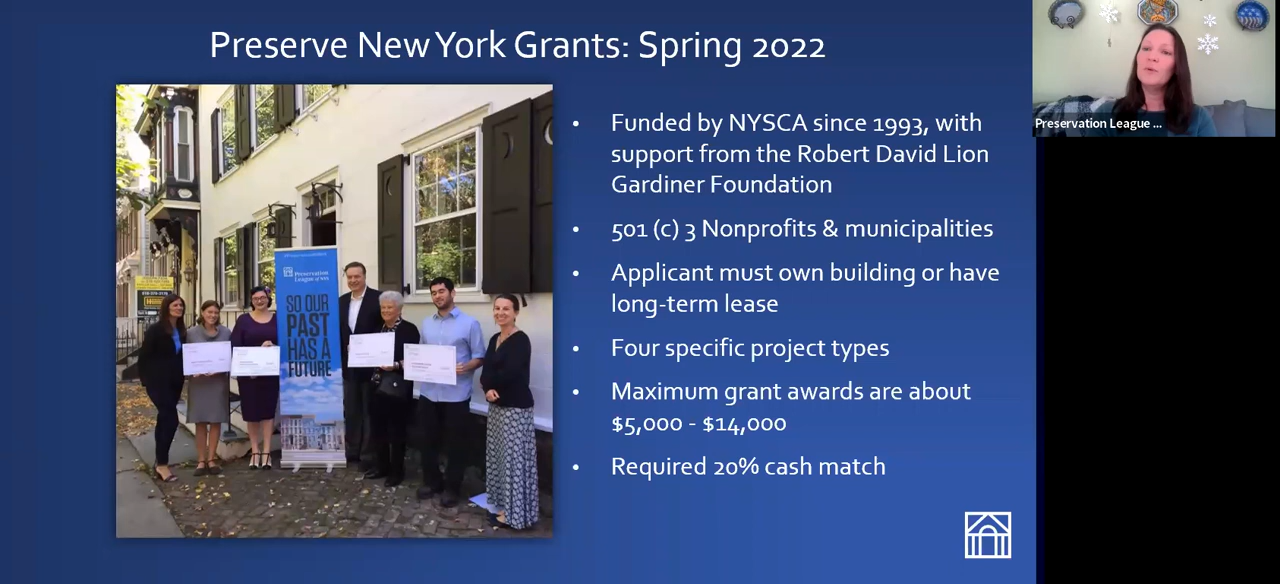 Preserve New York Grants: Spring 2022
Funded by NYSCA since 1993, with
support from the Robert David Lion
Gardiner Foundation
501 (c) 3 Nonprofits & municipalities
Applicant must own building or have
long-term lease
Four specific project types
Maximum grant awards are about
$5,000 - $14,000
Required 20% cash match
Preservation
League of NYS
SO OUR
PAST
HAS A
FUTURE
Preservation League ...